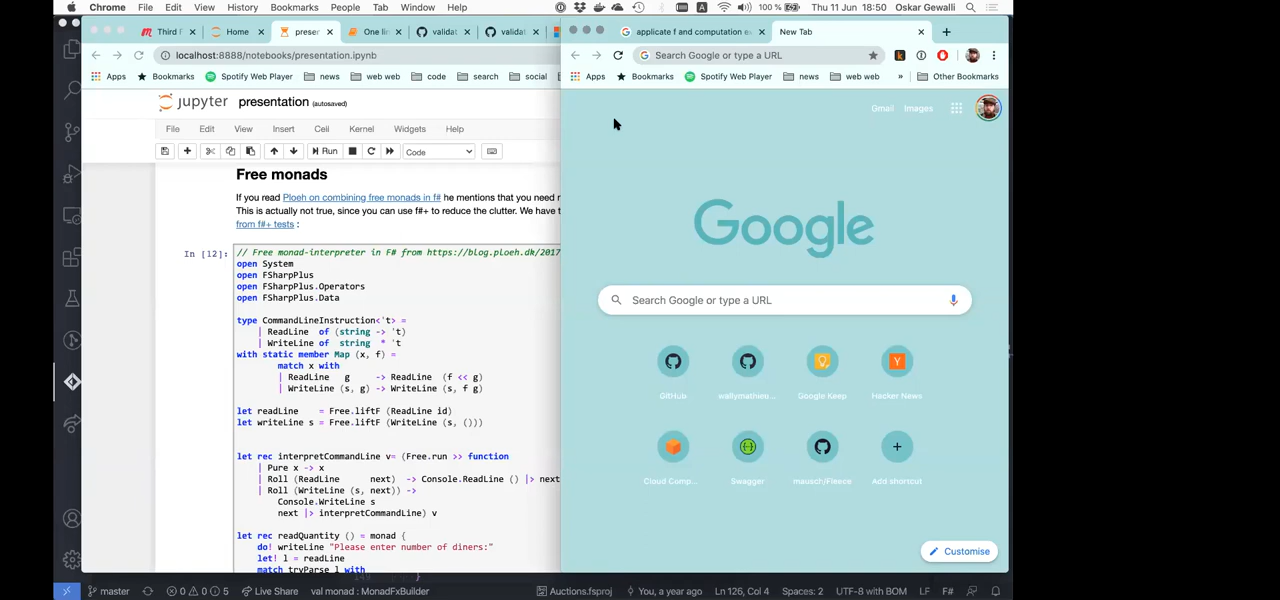 Chrome File Edit View History Bookmarks People Tab Window Help A 100 % Thu 11 Jun 18:50 Oskar Gewalli
Third f Home preser One lin validat validat
localhost:8888/notebooks/presentation.ipynb
Apps Bookmarks Spotify Web Player news web web code search social
jupyter presentation (autosaved)
File Edit View Insert Cell Kernel Widgets Help
Run Code
Free monads
If you read Ploeh on combining free monads in f# he mentions that you need
This is actually not true, since you can use f#+ to reduce the clutter. We have t
from f#+ tests :
In [12]:
// Free monad-interpreter in F# from https://blog.ploeh.dk/2017
open System
open FSharpPlus
open FSharpPlus.Operators
open FSharpPlus.Data
type CommandLineInstruction<'t> =
| ReadLine of (string -> 't)
| WriteLine of string * 't
with static member Map (x, f) =
match x with
| ReadLine g -> ReadLine (f << g)
| WriteLine (s, g) -> WriteLine (s, f g)
let readLine = Free.liftF (ReadLine id)
let writeLine s = Free.liftF (WriteLine (s, ()))
let rec interpretCommandLine v= (Free.run >> function
| Pure x -> x
| Roll (ReadLine next) -> Console.ReadLine () |> next
| Roll (WriteLine (s, next)) ->
Console.WriteLine s
next |> interpretCommandLine) v
let rec readQuantity () = monad {
do! writeLine "Please enter number of diners:"
let! l = readLine
match tryParse l with
applicate f and computation ex New Tab
Search Google or type a URL
Apps Bookmarks Spotify Web Player news web web » Other Bookmarks
Gmail Images
Google
Search Google or type a URL
GitHub wallymathieu... Google Keep Hacker News
Cloud Comp... Swagger mausch/Fleece Add shortcut
Customise
}
master 0 0 5 Live Share val monad : MonadFxBuilder Auctions.fsproj You, a year ago Ln 126, Col 4 Spaces: 2 UTF-8 with BOM LF F#